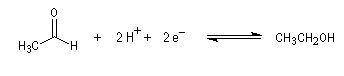 O
H₃C H + 2 H⁺ + 2 e⁻ ⇌ CH₃CH₂OH